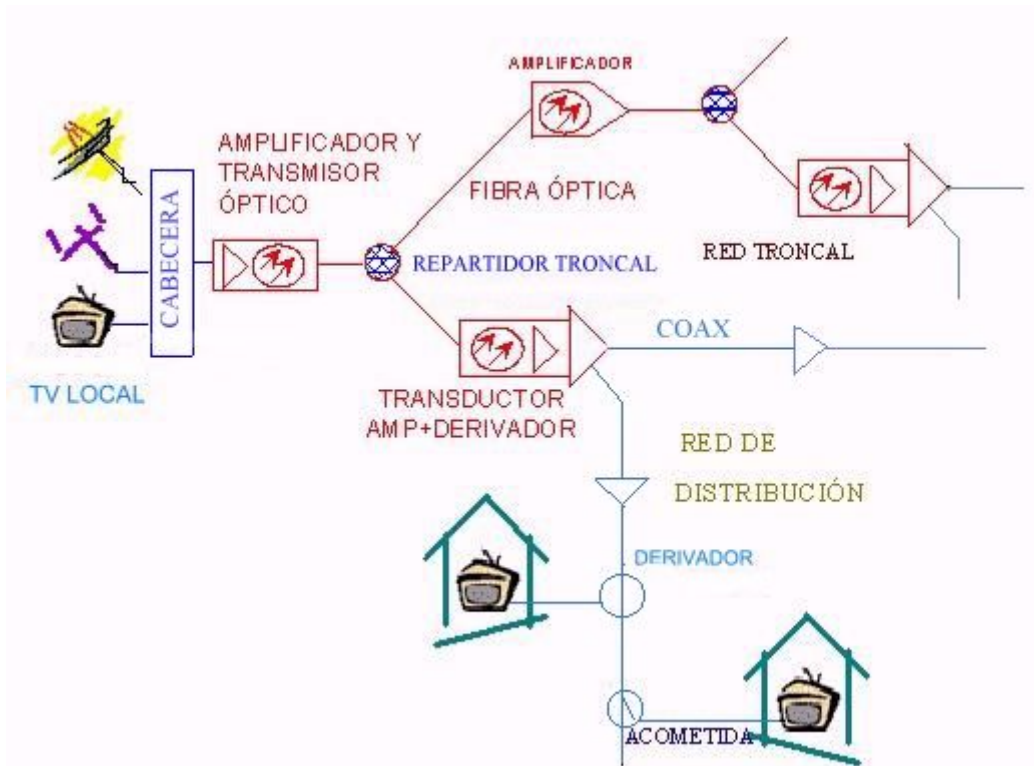 AMPLIFICADOR
AMPLIFICADOR Y
TRANSMISOR
ÓPTICO
FIBRA ÓPTICA
CABECERA
REPARTIDOR TRONCAL
RED TRONCAL
COAX
TV LOCAL
TRANSDUCTOR
AMP+DERIVADOR
RED DE
DISTRIBUCIÓN
DERIVADOR
ACOMETIDA